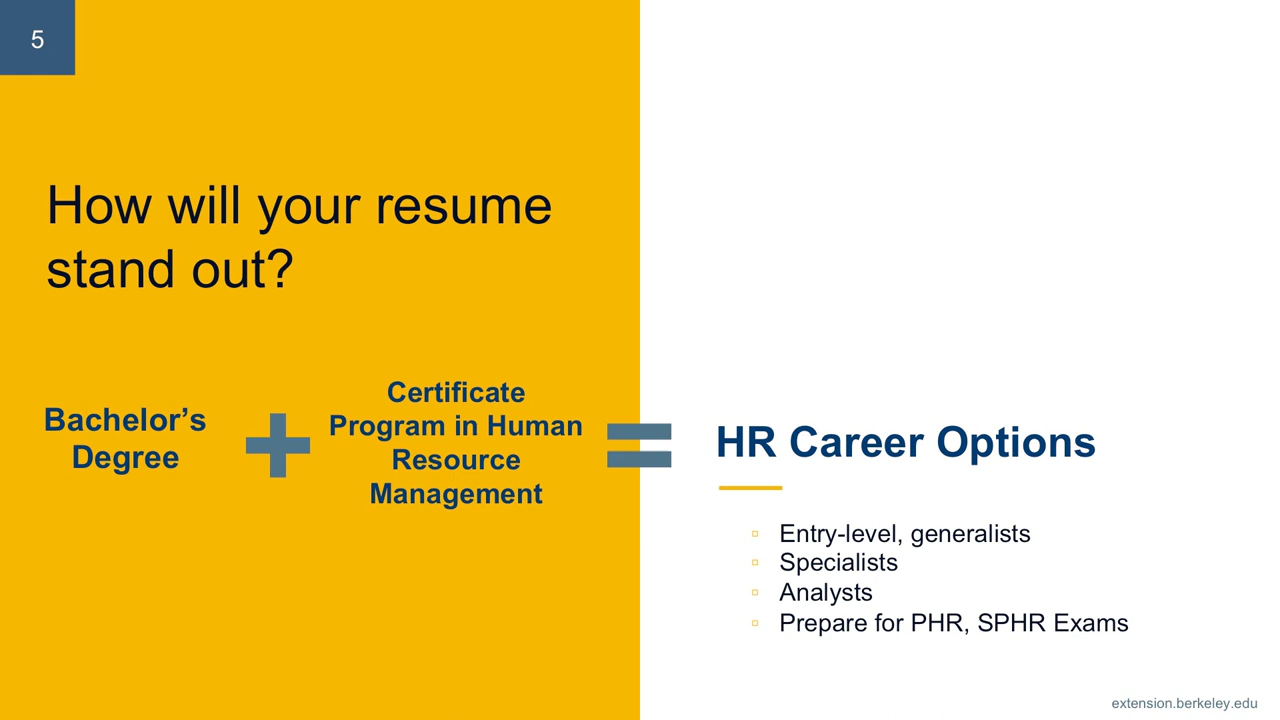 5
How will your resume
stand out?
Bachelor’s
Degree
Certificate
Program in Human
Resource
Management
HR Career Options
Entry-level, generalists
Specialists
Analysts
Prepare for PHR, SPHR Exams
extension.berkeley.edu